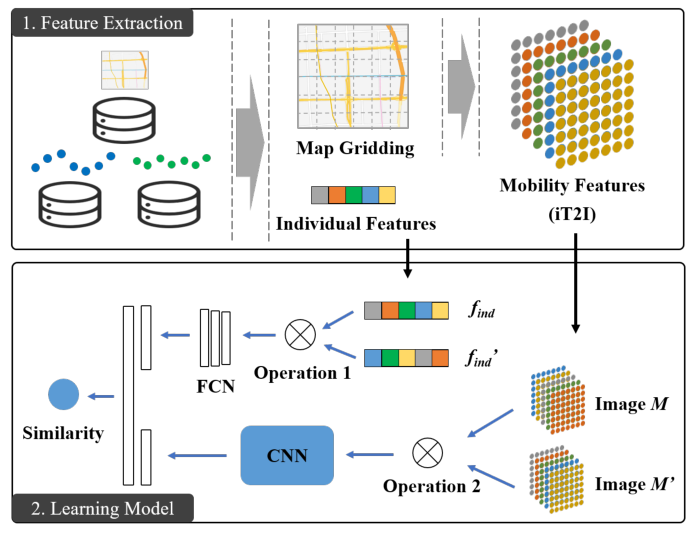 1. Feature Extraction
Map Gridding
Individual Features
Mobility Features
(iT2I)
f_ind
f_ind’
FCN
Operation 1
Image M
Similarity
CNN
Operation 2
Image M’
2. Learning Model